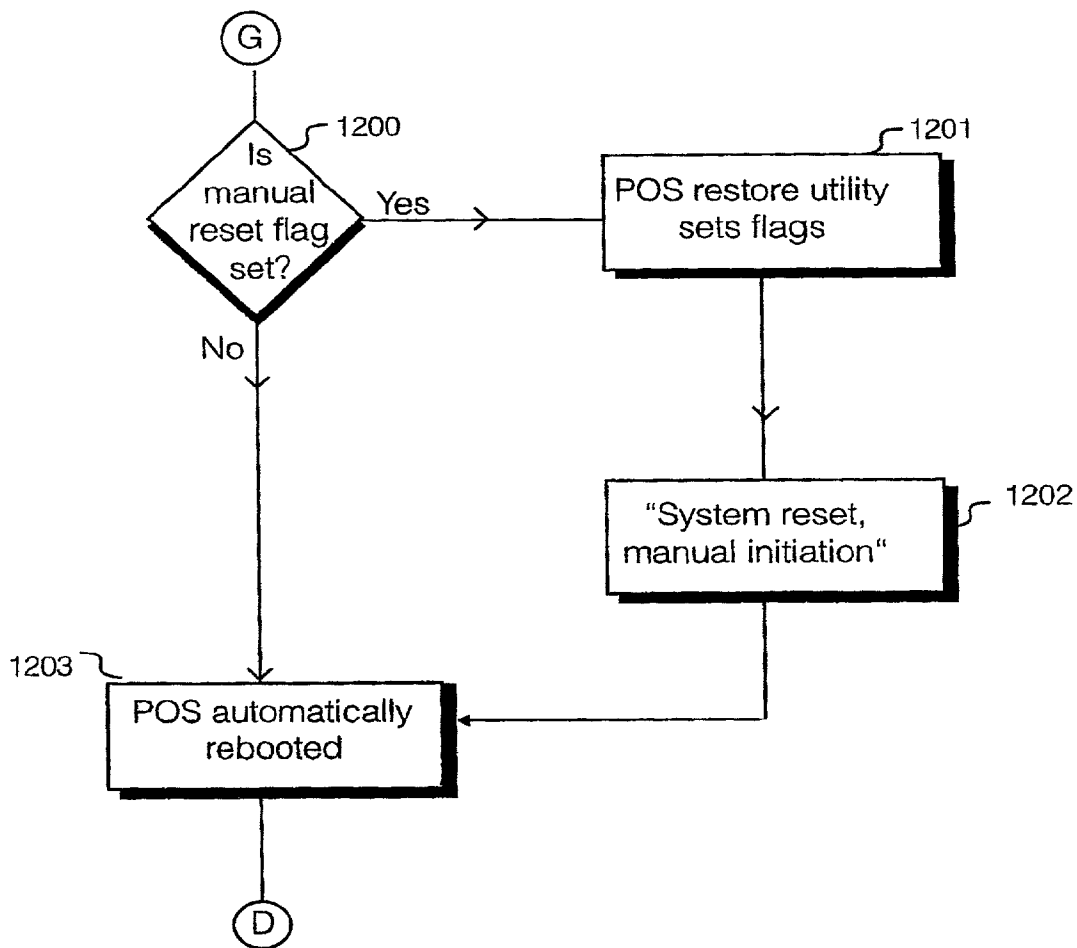 G
1200
Is
manual
reset flag
set?
Yes
No
1201
POS restore utility
sets flags
1202
“System reset,
manual initiation“
1203
POS automatically
rebooted
D